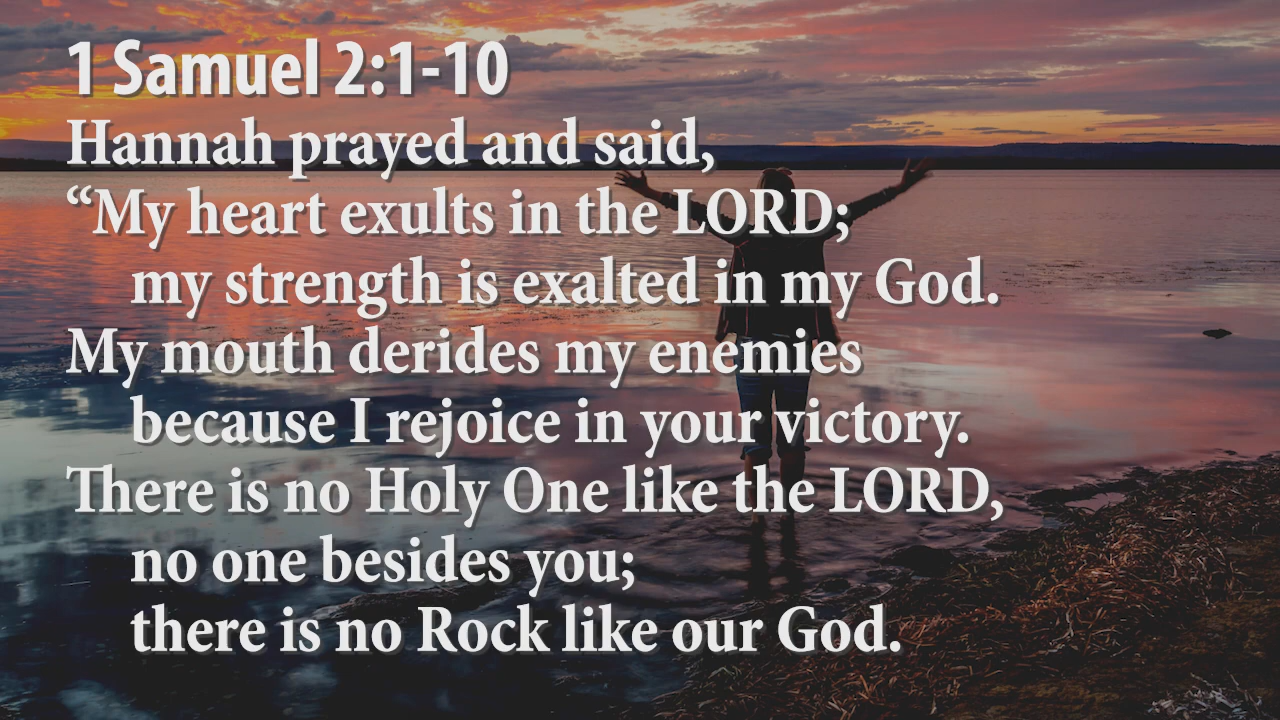 1 Samuel 2:1-10
Hannah prayed and said,
“My heart exults in the LORD;
my strength is exalted in my God.
My mouth derides my enemies
because I rejoice in your victory.
There is no Holy One like the LORD,
no one besides you;
there is no Rock like our God.